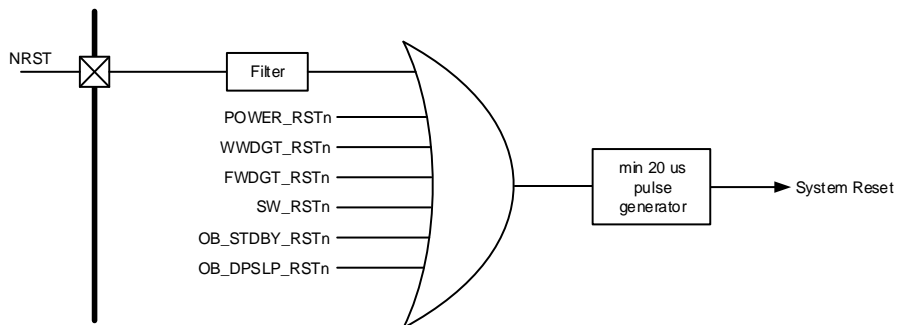 NRST
Filter
POWER_RSTn
WWDGT_RSTn
FWDGT_RSTn
SW_RSTn
OB_STDBY_RSTn
OB_DPSLP_RSTn
min 20 us
pulse
generator
System Reset